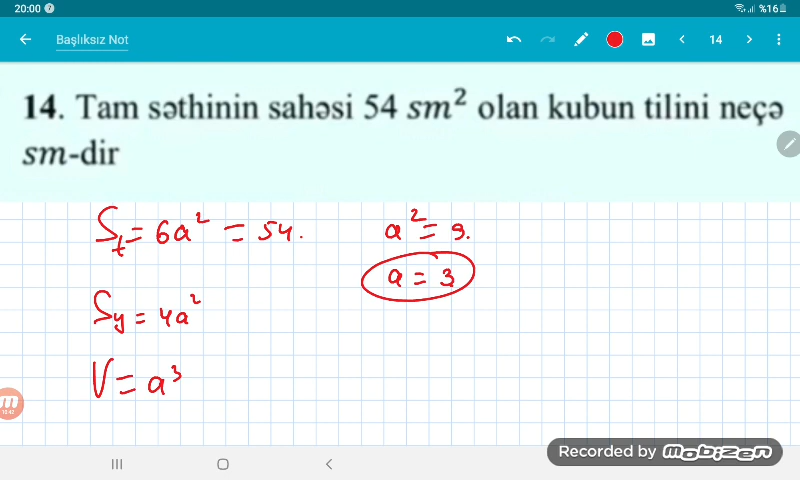 20:00 %16
Başlıksız Not 14
14. Tam səthinin sahəsi 54 sm² olan kubun tilini neçə
sm-dir
Sₜ = 6a² = 54.
a² = 9.
a = 3
Sy = 4a²
V = a³
Recorded by mobizen